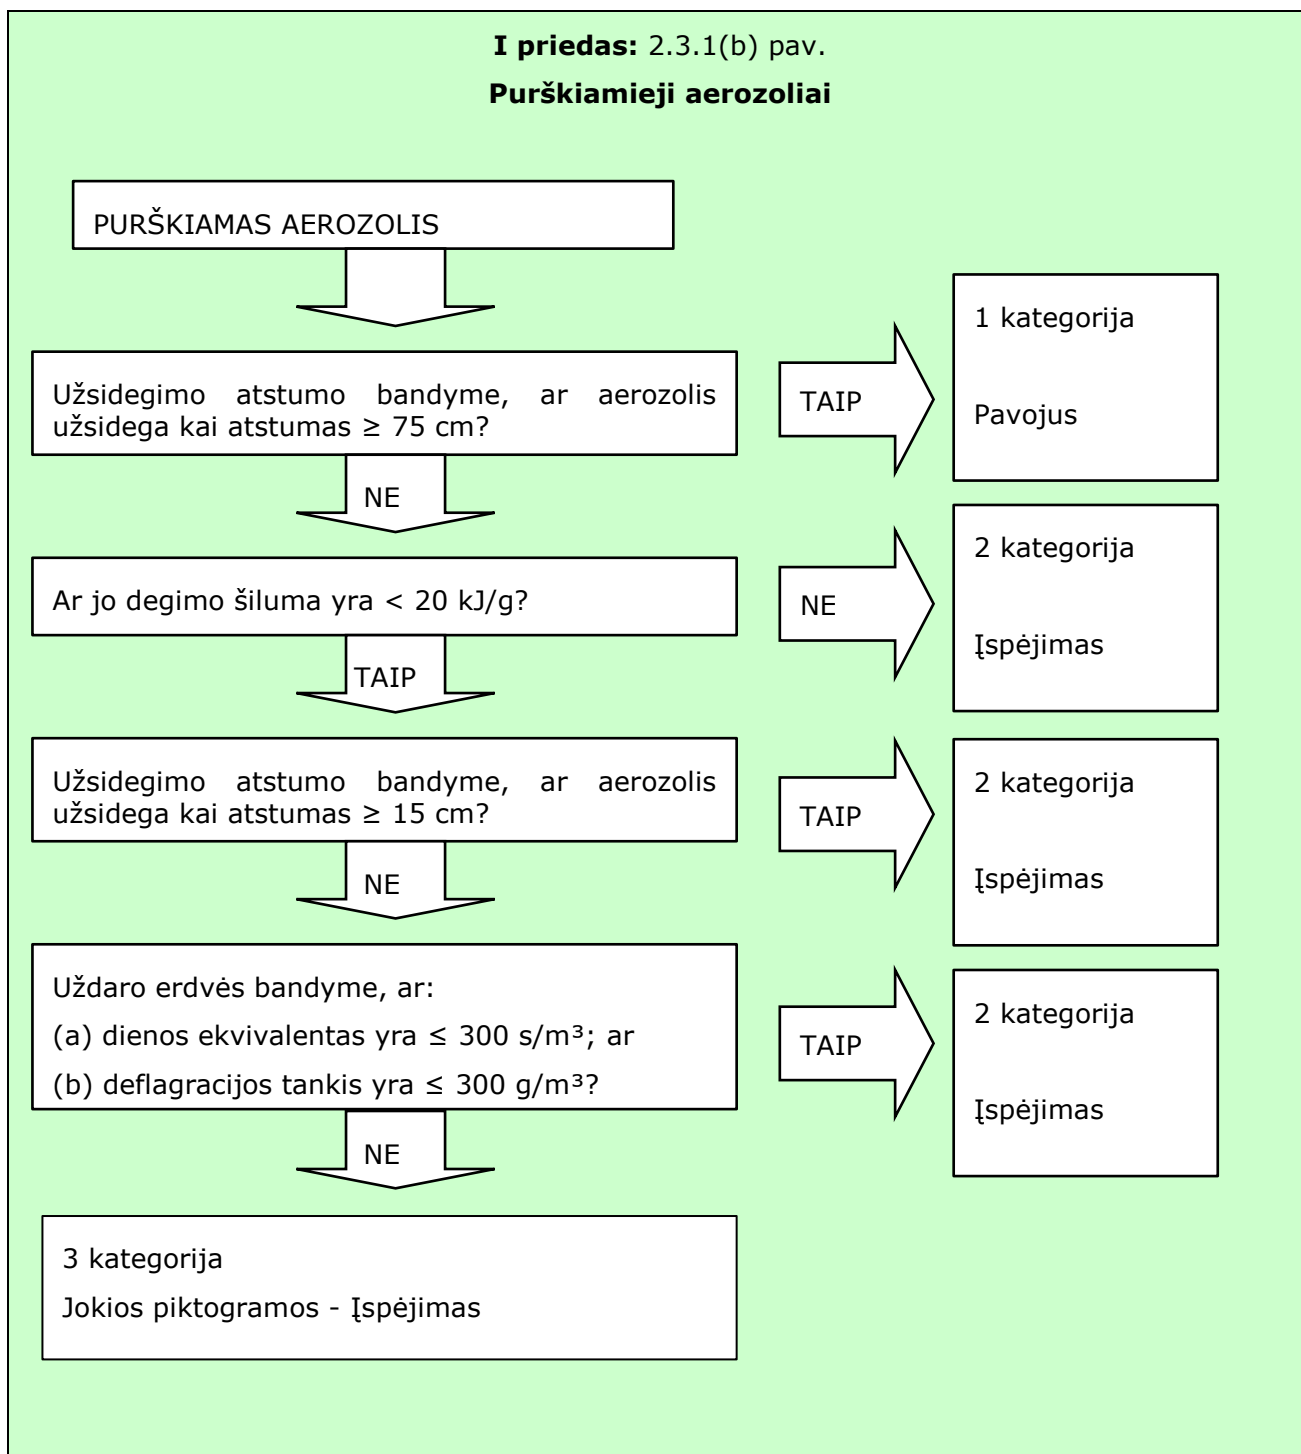 I priedas: 2.3.1(b) pav.
Purškiamieji aerozoliai
PURŠKIAMAS AEROZOLIS
Užsidegimo atstumo bandyme, ar aerozolis
užsidega kai atstumas ≥ 75 cm?
TAIP
1 kategorija
Pavojus
NE
Ar jo degimo šiluma yra < 20 kJ/g?
NE
2 kategorija
Įspėjimas
TAIP
Užsidegimo atstumo bandyme, ar aerozolis
užsidega kai atstumas ≥ 15 cm?
TAIP
2 kategorija
Įspėjimas
NE
Uždaro erdvės bandyme, ar:
(a) dienos ekvivalentas yra ≤ 300 s/m³; ar
(b) deflagracijos tankis yra ≤ 300 g/m³?
TAIP
2 kategorija
Įspėjimas
NE
3 kategorija
Jokios piktogramos - Įspėjimas